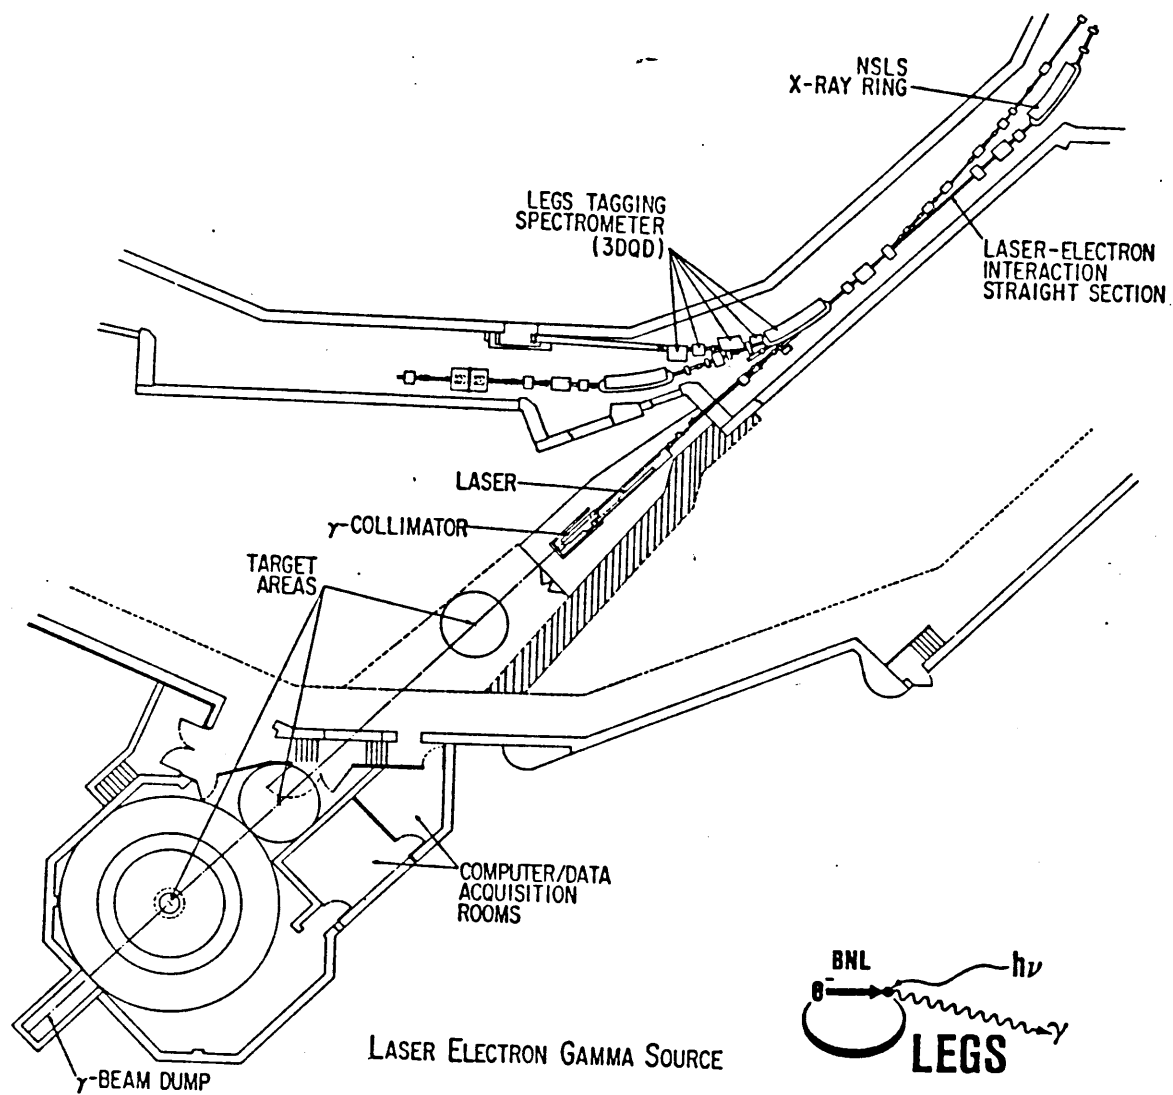 NSLS
X-RAY RING
LEGS TAGGING
SPECTROMETER
(3DQD)
LASER-ELECTRON
INTERACTION
STRAIGHT SECTION
LASER
γ-COLLIMATOR
TARGET
AREAS
COMPUTER/DATA
ACQUISITION
ROOMS
BNL
e⁻
hν
γ
LEGS
LASER ELECTRON GAMMA SOURCE
γ-BEAM DUMP